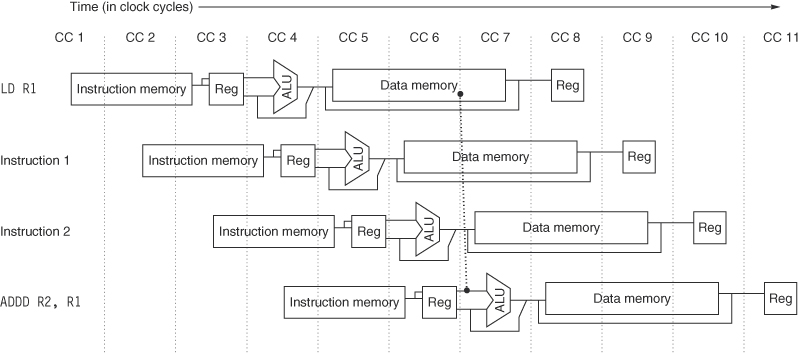 Time (in clock cycles)
CC 1 CC 2 CC 3 CC 4 CC 5 CC 6 CC 7 CC 8 CC 9 CC 10 CC 11
LD R1 Instruction memory Reg ALU Data memory Reg
Instruction 1 Instruction memory Reg ALU Data memory Reg
Instruction 2 Instruction memory Reg ALU Data memory Reg
ADDD R2, R1 Instruction memory Reg ALU Data memory Reg